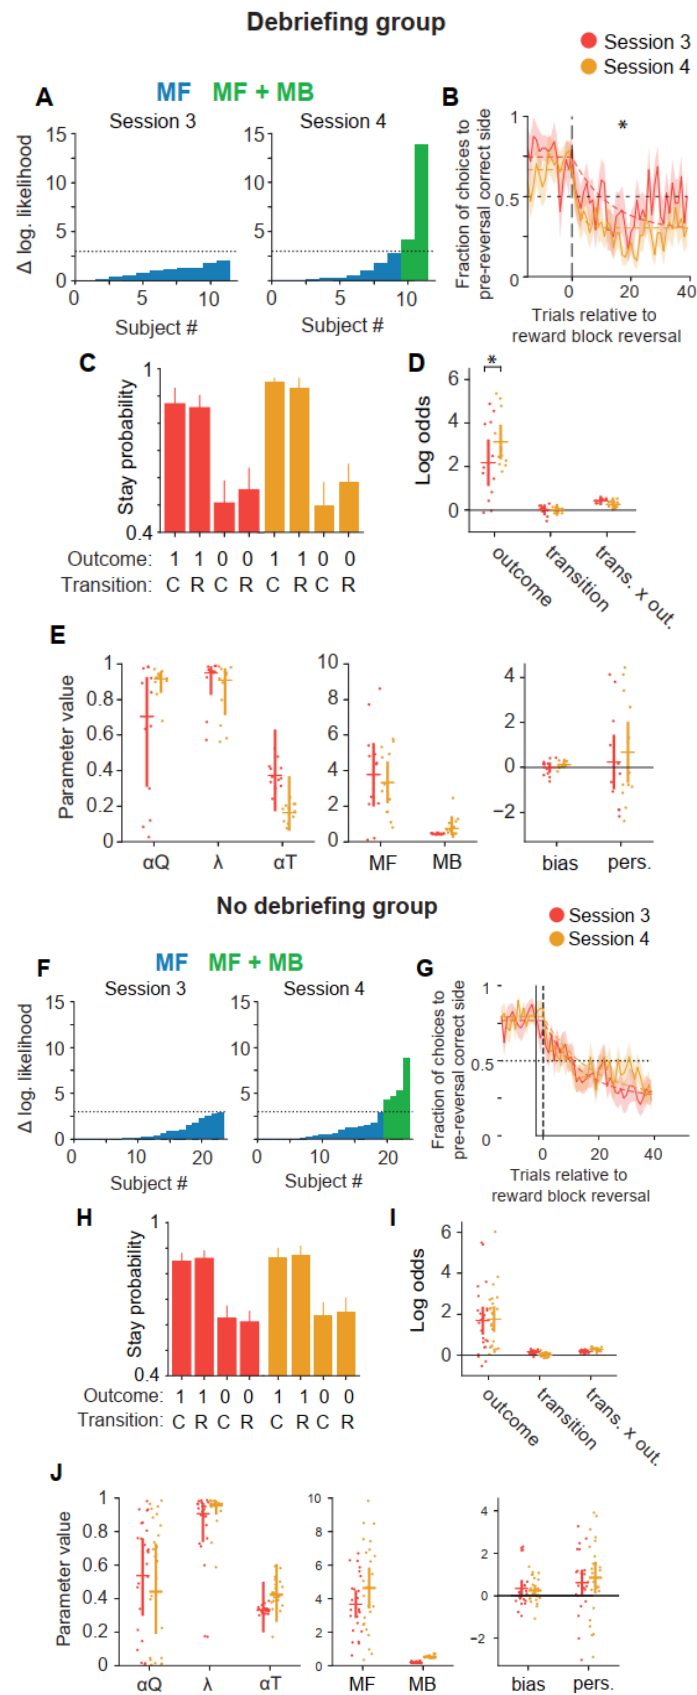 Debriefing group
Session 3
Session 4
A
MF MF + MB
Session 3
Session 4
Δ log. likelihood
15
10
5
0
0 5 10
Subject #
15
10
5
0
0 5 10
Subject #
B
Fraction of choices to
pre-reversal correct side
1
0.5
0
*
0 20 40
Trials relative to
reward block reversal
C
Stay probability
1
0.4
Outcome: 1 1 0 0 1 1 0 0
Transition: C R C R C R C R
D
Log odds
6
4
2
0
*
outcome
transition
trans. x out.
E
Parameter value
1
0.8
0.6
0.4
0.2
0
αQ λ αT
10
8
6
4
2
0
MF MB
4
2
0
−2
bias pers.
No debriefing group
Session 3
Session 4
F
MF MF + MB
Session 3
Session 4
Δ log. likelihood
15
10
5
0
0 10 20
Subject #
15
10
5
0
0 10 20
Subject #
G
Fraction of choices to
pre-reversal correct side
1
0.5
0
0 20 40
Trials relative to
reward block reversal
H
Stay probability
1
0.4
Outcome: 1 1 0 0 1 1 0 0
Transition: C R C R C R C R
I
Log odds
6
4
2
0
outcome
transition
trans. x out.
J
Parameter value
1
0.8
0.6
0.4
0.2
0
αQ λ αT
10
8
6
4
2
0
MF MB
4
2
0
−2
bias pers.